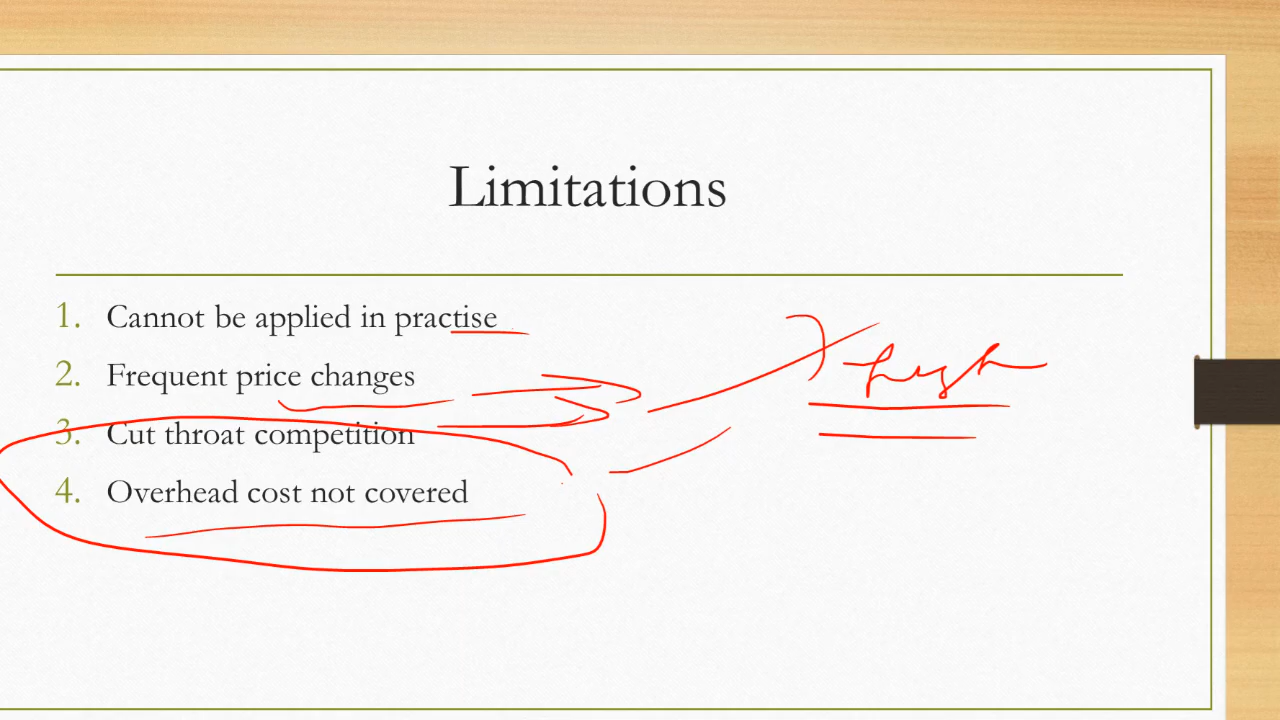 Limitations
1. Cannot be applied in practise
2. Frequent price changes
high
3. Cut throat competition
4. Overhead cost not covered